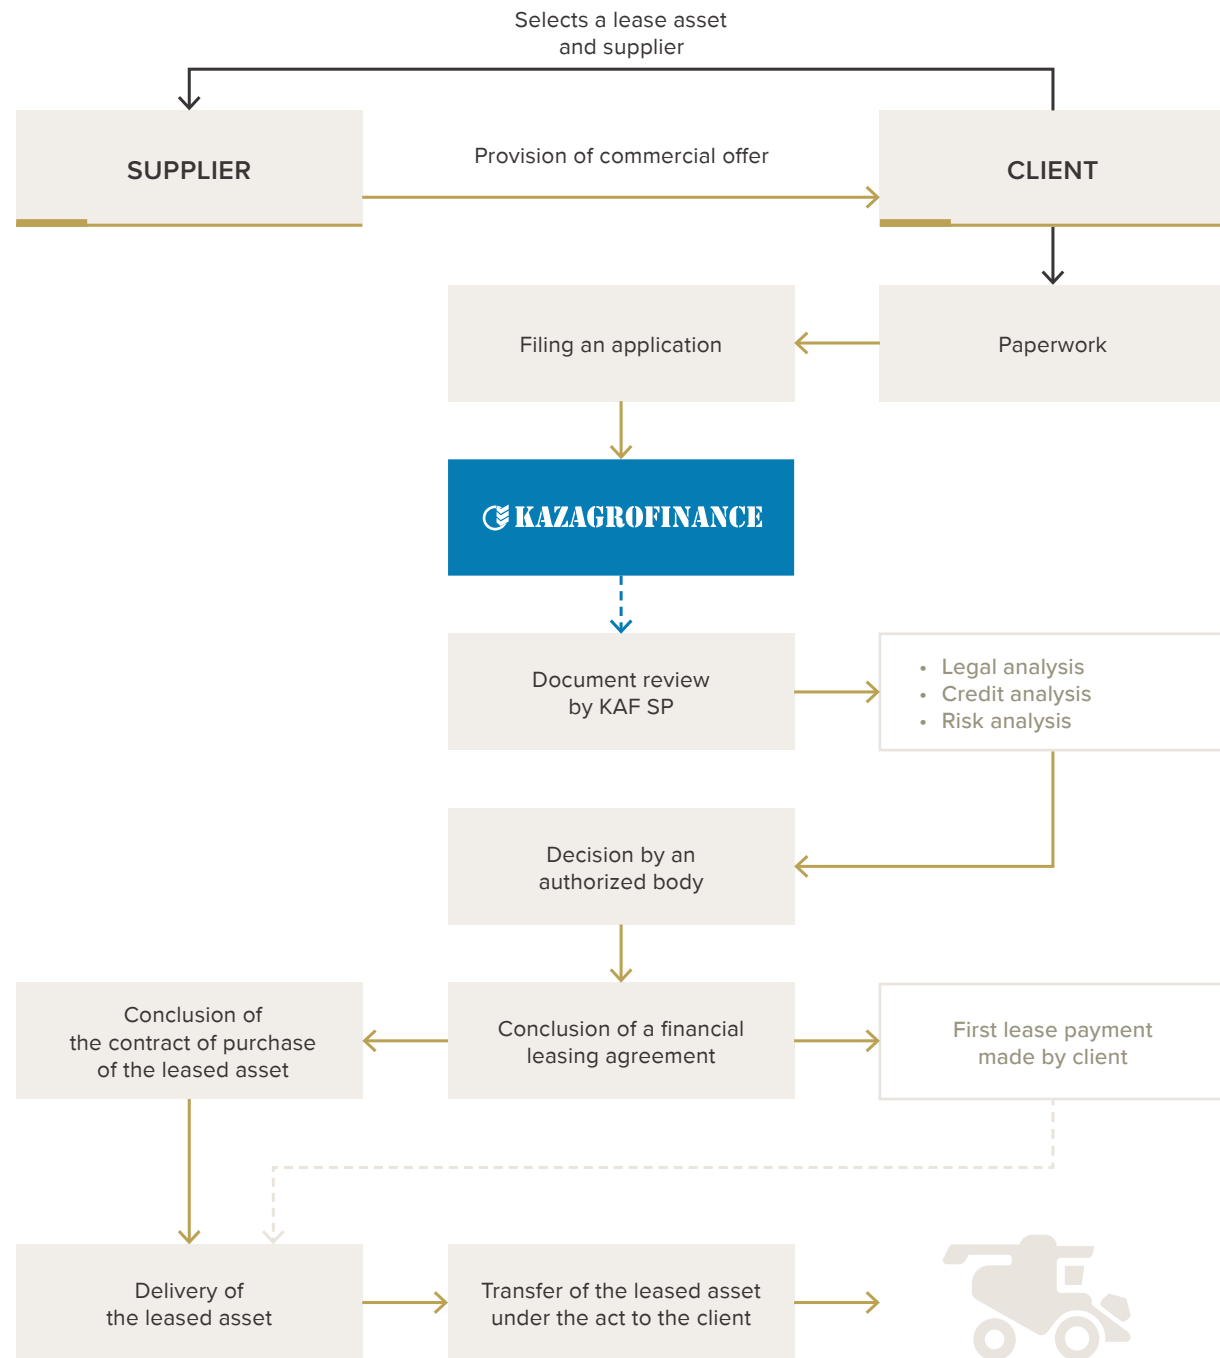 Selects a lease asset
and supplier
SUPPLIER
Provision of commercial offer
CLIENT
Filing an application
Paperwork
KAZAGROFINANCE
Document review
by KAF SP
• Legal analysis
• Credit analysis
• Risk analysis
Decision by an
authorized body
Conclusion of
the contract of purchase
of the leased asset
Conclusion of a financial
leasing agreement
First lease payment
made by client
Delivery of
the leased asset
Transfer of the leased asset
under the act to the client